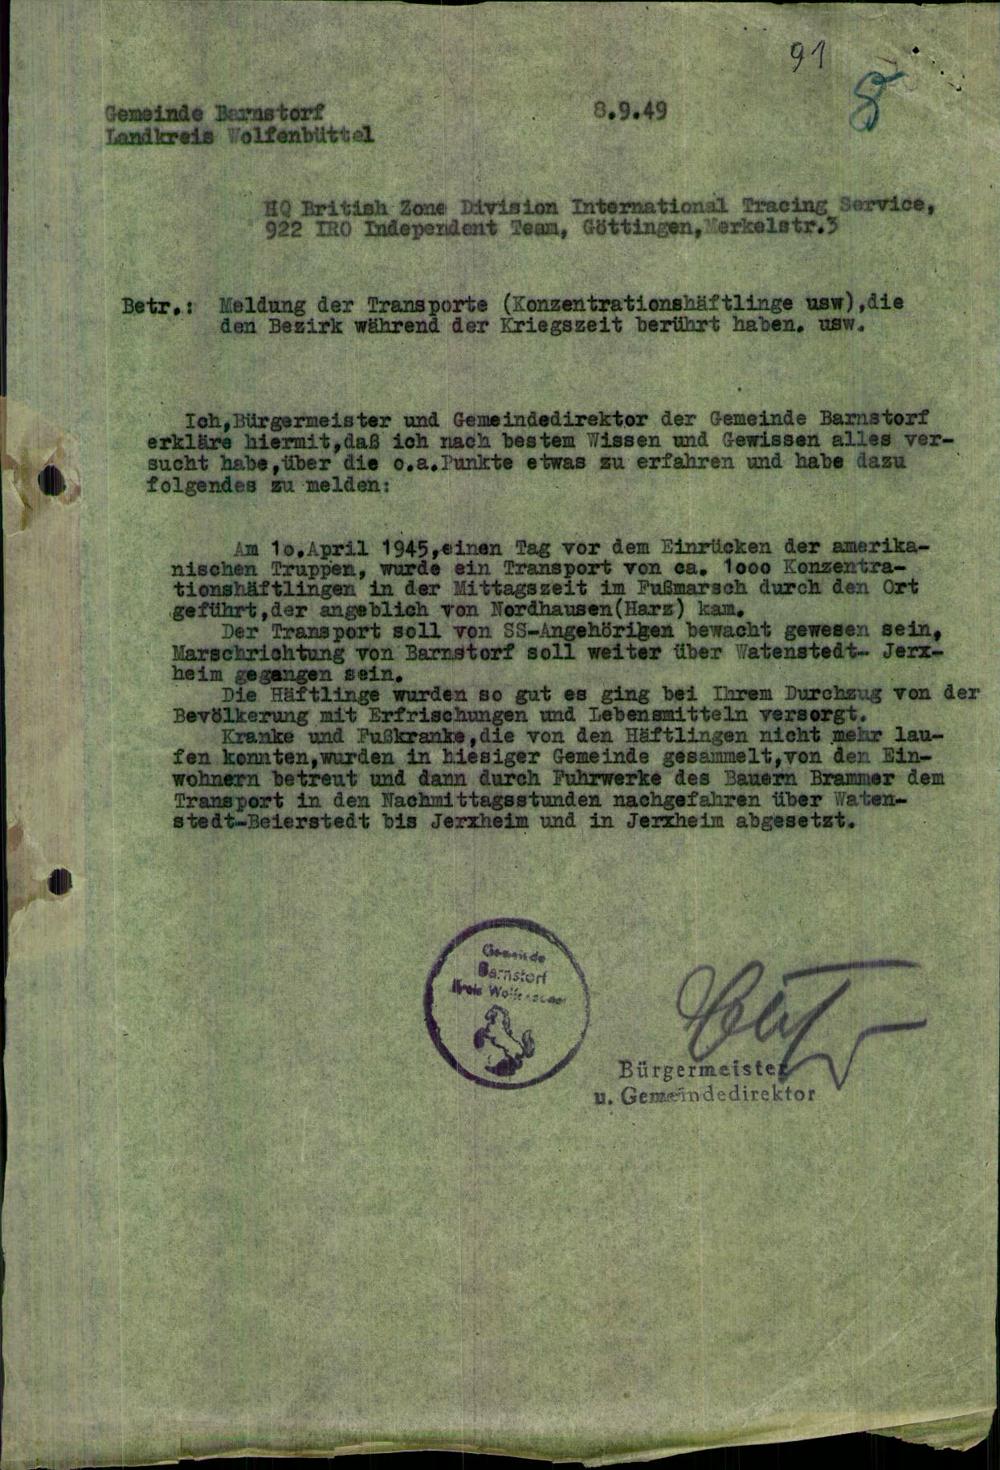 91
8
Gemeinde Barnstorf
8.9.49
Landkreis Wolfenbüttel
HQ British Zone Division International Tracing Service,
922 IRO Independent Team, Göttingen,Merkelstr.3
Betr.: Meldung der Transporte (Konzentrationshäftlinge usw),die
den Bezirk während der Kriegszeit berührt haben. usw.
Ich,Bürgermeister und Gemeindedirektor der Gemeinde Barnstorf
erkläre hiermit,daß ich nach bestem Wissen und Gewissen alles ver-
sucht habe,über die o.a.Punkte etwas zu erfahren und habe dazu
folgendes zu melden:
Am 1o.April 1945,einen Tag vor dem Einrücken der amerika-
nischen Truppen, wurde ein Transport von ca. 1ooo Konzentra-
tionshäftlingen in der Mittagszeit im Fußmarsch durch den Ort
geführt,der angeblich von Nordhausen(Harz) kam.
Der Transport soll von SS-Angehörigen bewacht gewesen sein,
Marschrichtung von Barnstorf soll weiter über Watenstedt- Jerx-
heim gegangen sein.
Die Häftlinge wurden so gut es ging bei Ihrem Durchzug von der
Bevölkerung mit Erfrischungen und Lebensmitteln versorgt.
Kranke und Fußkranke,die von den Häftlingen nicht mehr lau-
fen konnten,wurden in hiesiger Gemeinde gesammelt,von den Ein-
wohnern betreut und dann durch Fuhrwerke des Bauern Brammer dem
Transport in den Nachmittagsstunden nachgefahren über Waten-
stedt-Beierstedt bis Jerxheim und in Jerxheim abgesetzt.
Gemeinde
Barnstorf
Kreis Wolfenbüttel
Bürgermeister
u. Gemeindedirektor